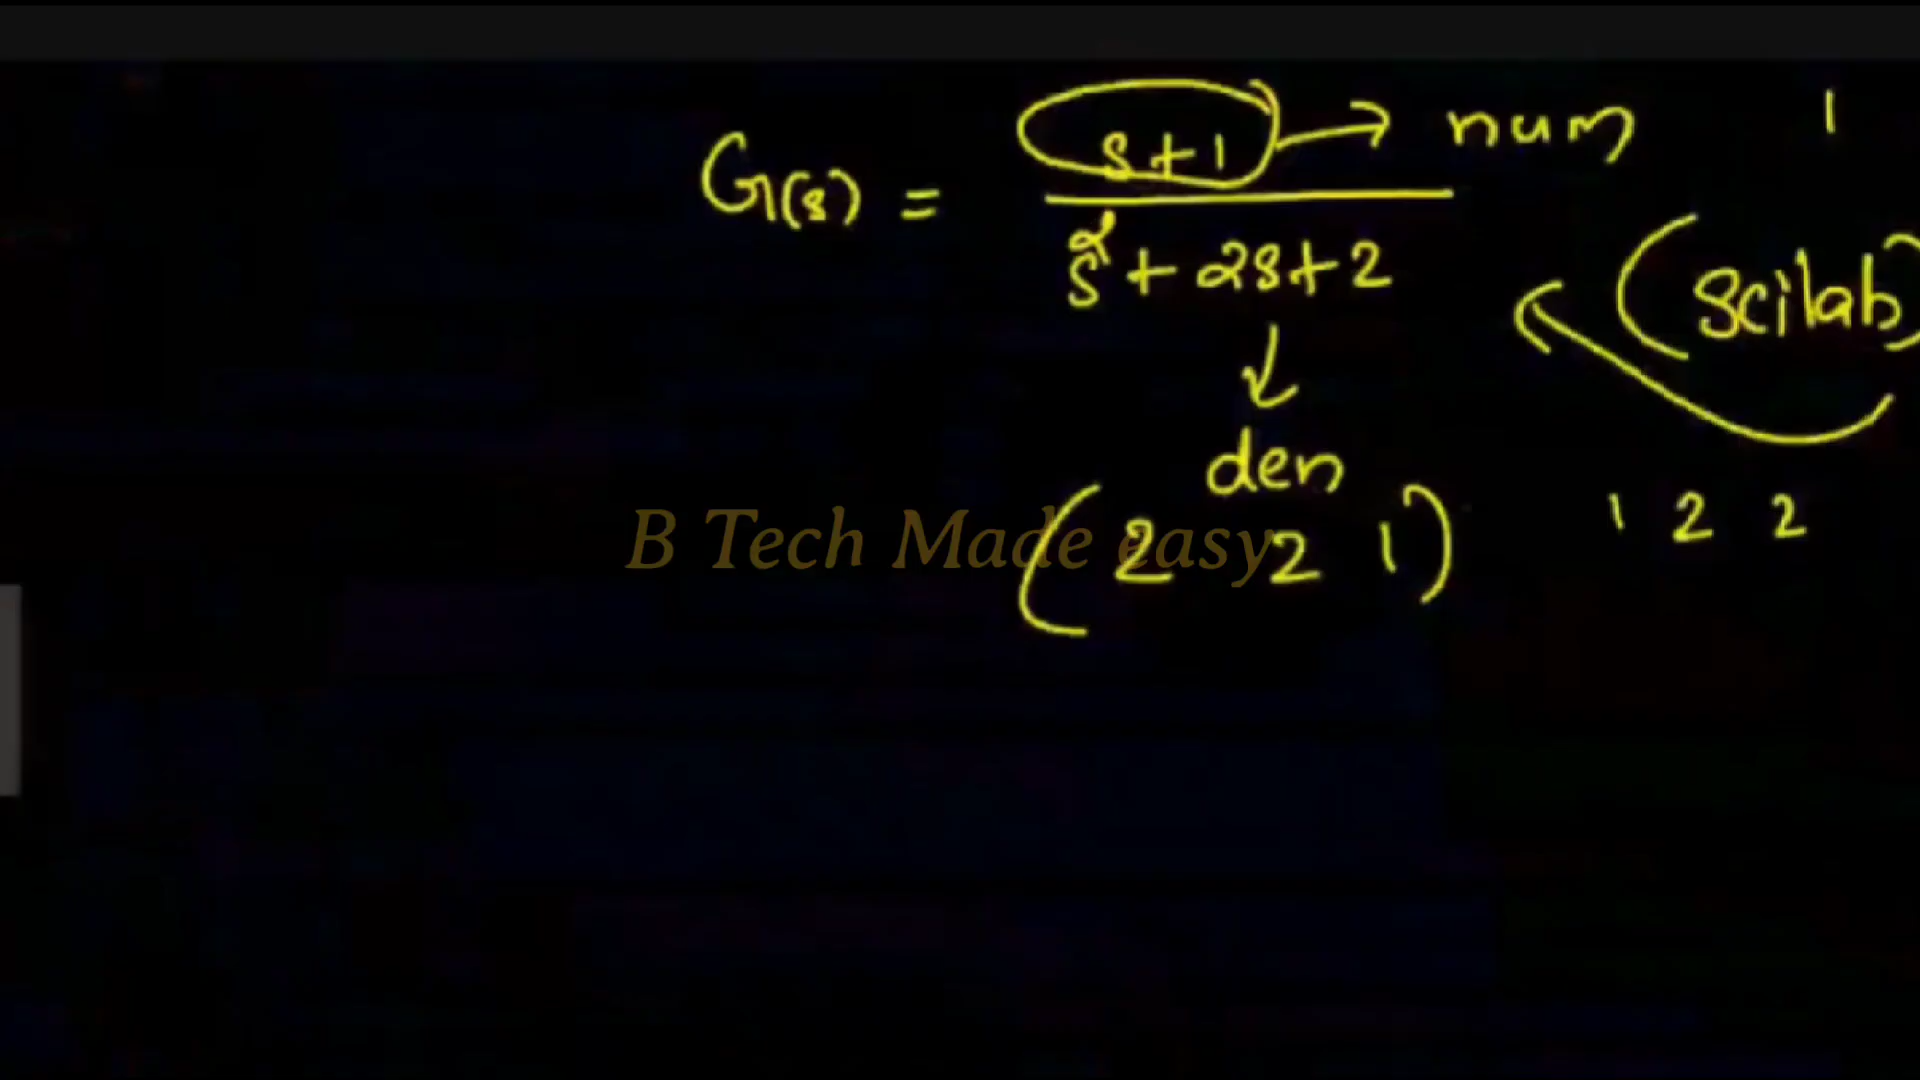 s+1 → num 1
G(s) =
s² + 2s + 2
(scilab)
↓
den
B Tech Made easy
(2 2 1) 1 2 2